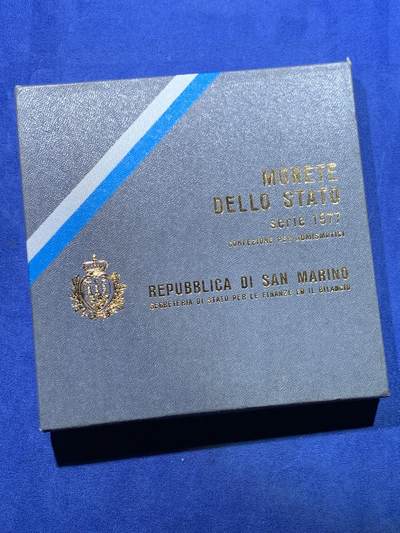 MONETE
DELLO STATO
serie 1977
CONFEZIONE PER NUMISMATICI
REPUBBLICA DI SAN MARINO
SEGRETERIA DI STATO PER LE FINANZE ED IL BILANCIO